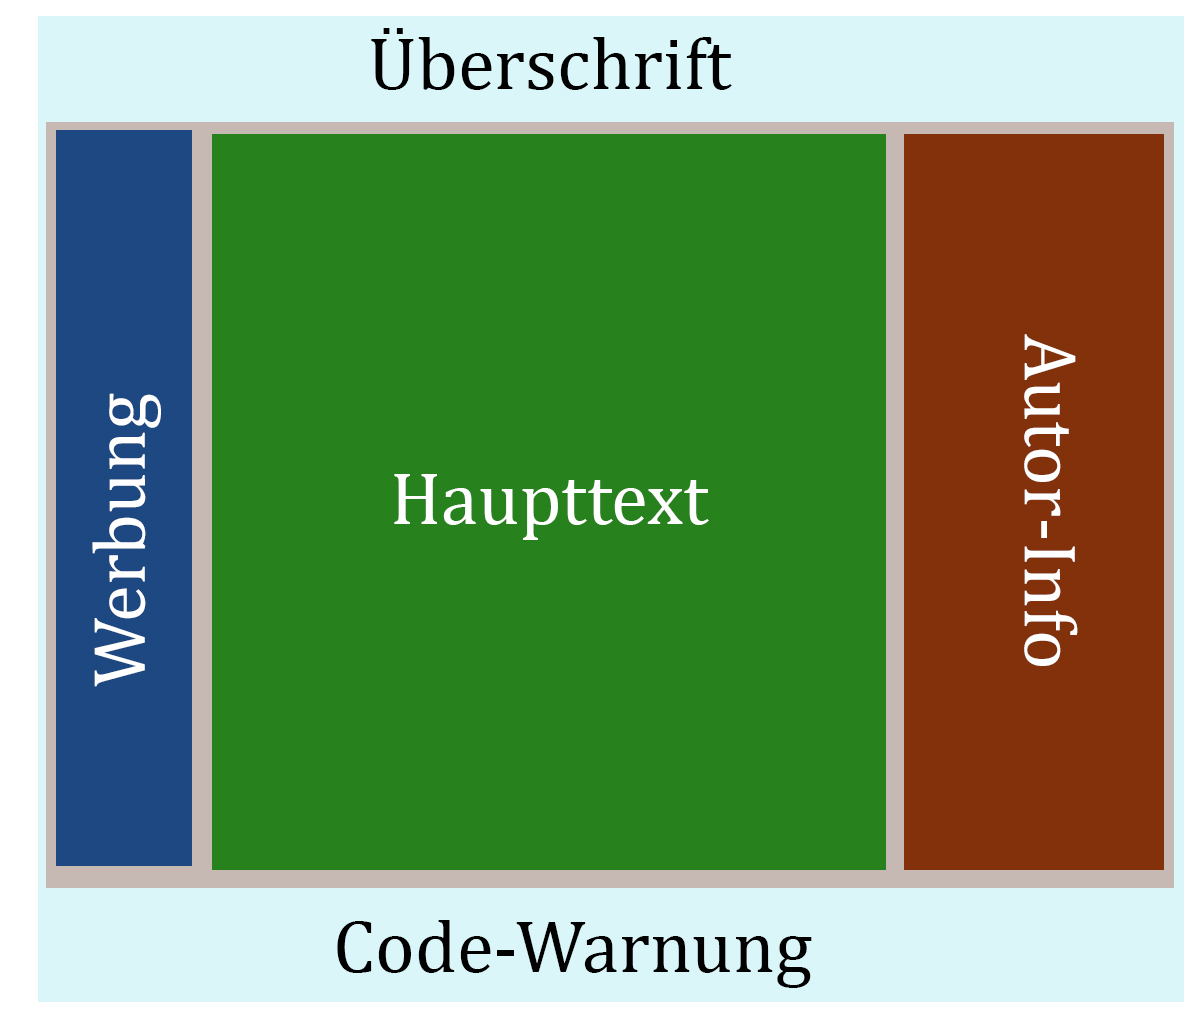 Überschrift
Werbung
Haupttext
Autor-Info
Code-Warnung